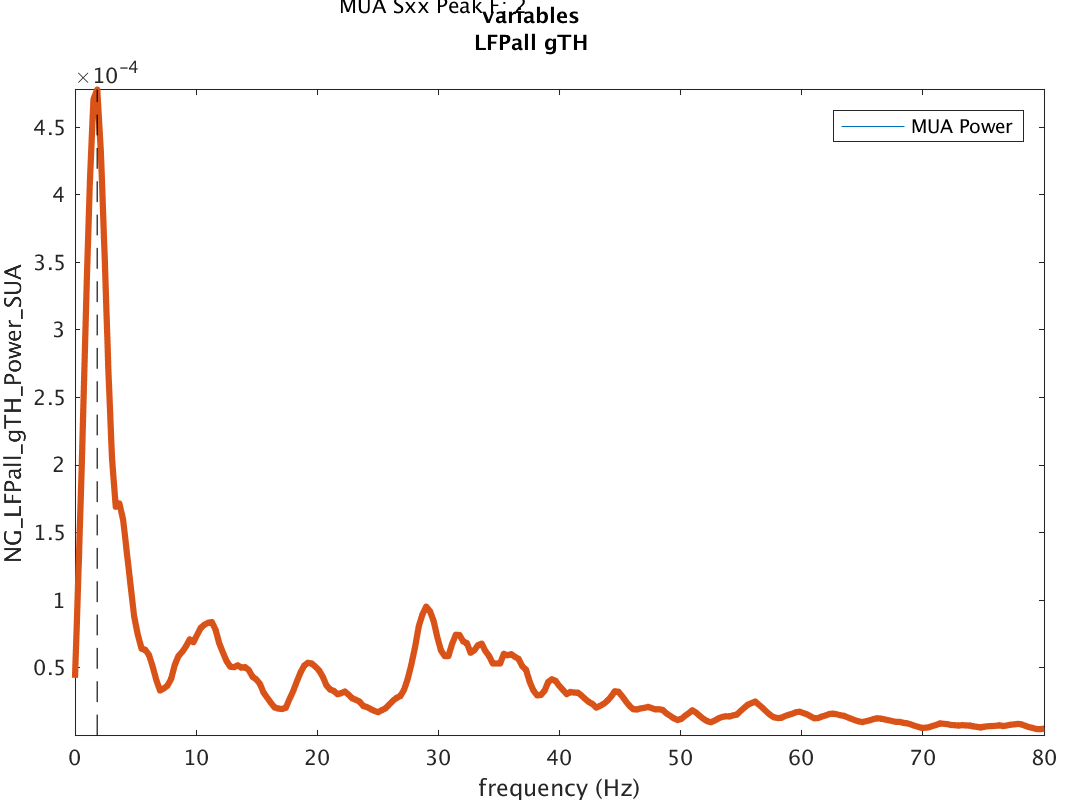 MUA Sxx Peak F: 2
variables
LFPall gTH
×10⁻⁴
MUA Power
4.5
4
3.5
3
2.5
2
1.5
1
0.5
NG_LFPall_gTH_Power_SUA
0 10 20 30 40 50 60 70 80
frequency (Hz)